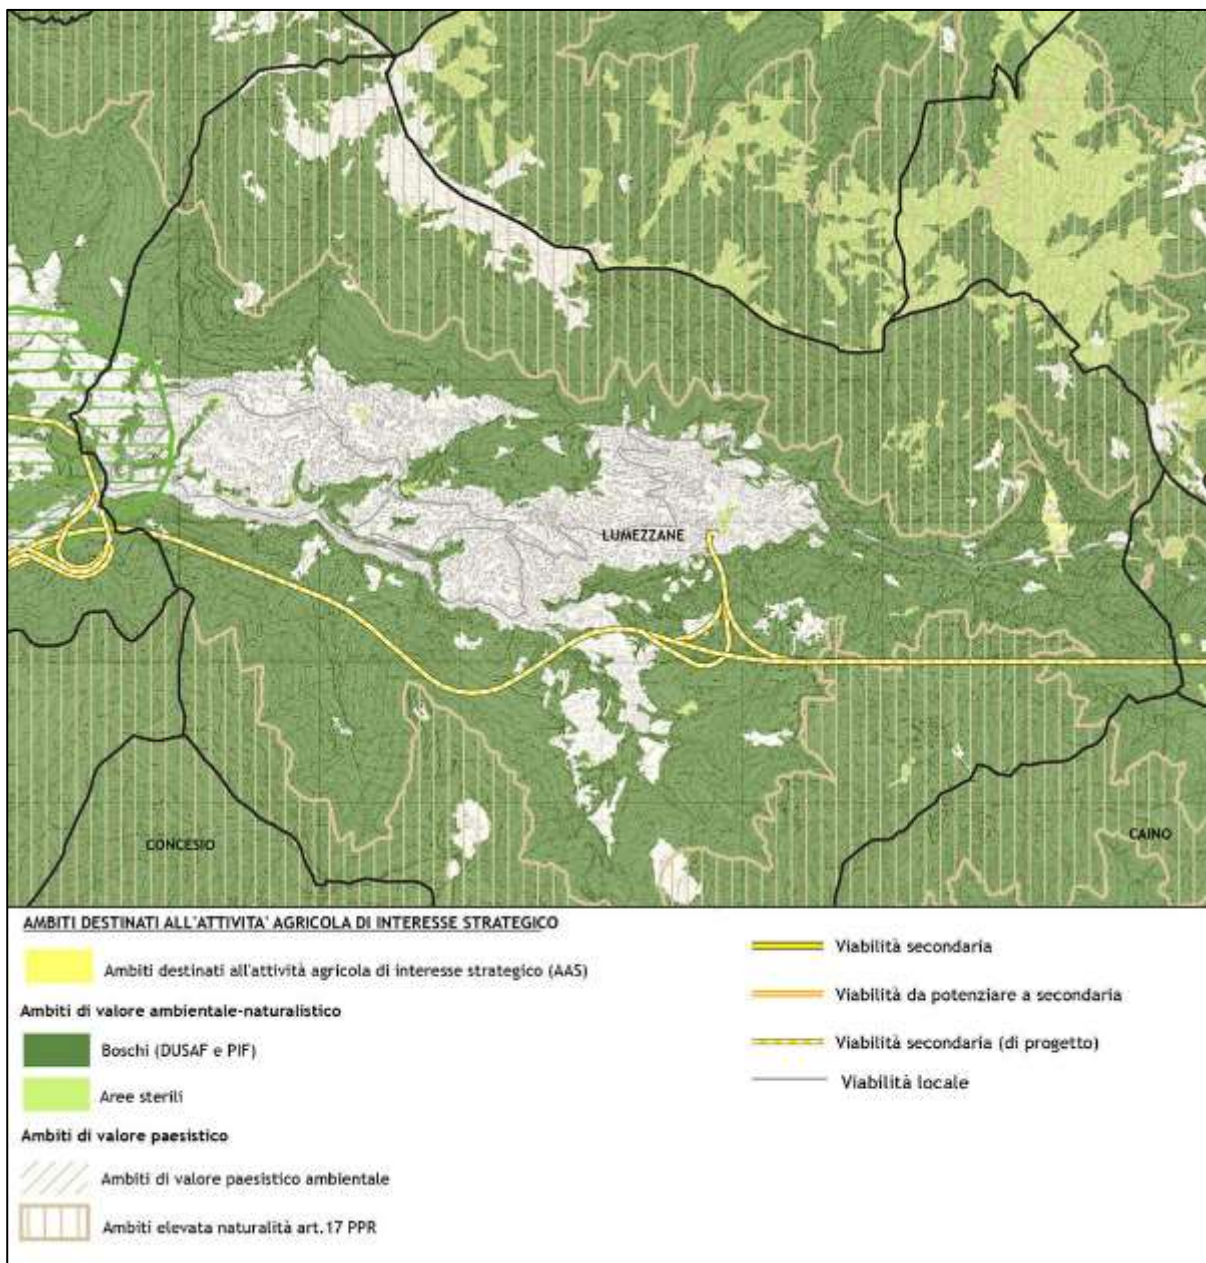 LUMEZZANE
CONCESIO
CAINO
AMBITI DESTINATI ALL'ATTIVITA' AGRICOLA DI INTERESSE STRATEGICO
Ambiti destinati all'attività agricola di interesse strategico (AAS)
Ambiti di valore ambientale-naturalistico
Boschi (DUSAF e PIF)
Aree sterili
Ambiti di valore paesistico
Ambiti di valore paesistico ambientale
Ambiti elevata naturalità art.17 PPR
Viabilità secondaria
Viabilità da potenziare a secondaria
Viabilità secondaria (di progetto)
Viabilità locale